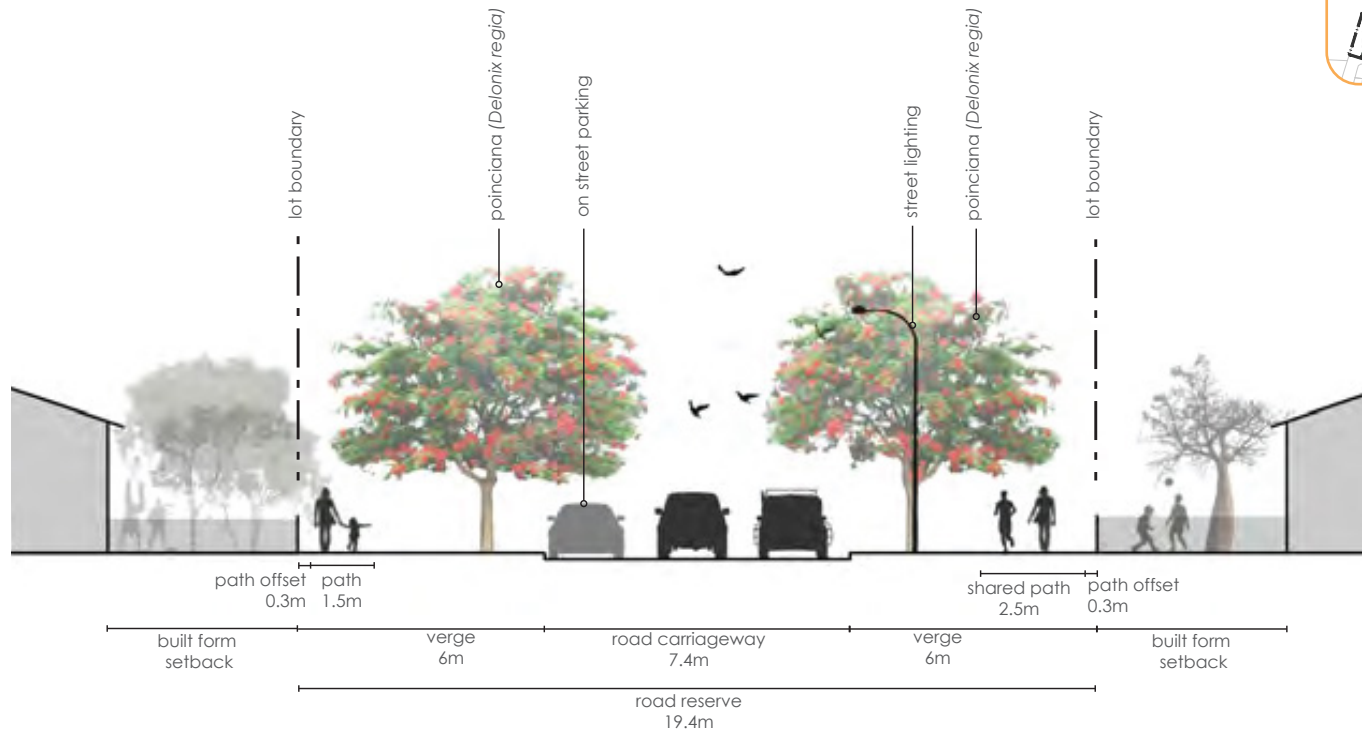 lot boundary
poinciana (Delonix regia)
on street parking
street lighting
poinciana (Delonix regia)
lot boundary
path offset
0.3m
path
1.5m
shared path
2.5m
path offset
0.3m
built form
setback
verge
6m
road carriageway
7.4m
verge
6m
built form
setback
road reserve
19.4m